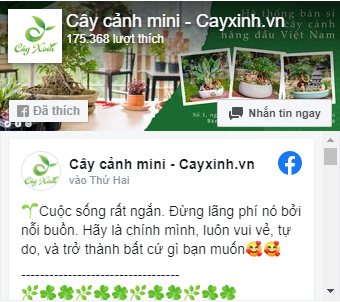 Cây cảnh mini - Cayxinh.vn
175.368 lượt thích
Hệ thống bán sỉ
cây cảnh
hàng đầu Việt Nam
Cây Xinh
Đã thích
Nhắn tin ngay
Số 1,
Cây cảnh mini - Cayxinh.vn
vào Thứ Hai
Cây Xinh
🌱Cuộc sống rất ngắn. Đừng lãng phí nó bởi
nỗi buồn. Hãy là chính mình, luôn vui vẻ, tự
do, và trở thành bất cứ gì bạn muốn🥰🥰
----------------------------------
🌿🍀🌿🍀🌿🍀🌿🍀🌿🍀